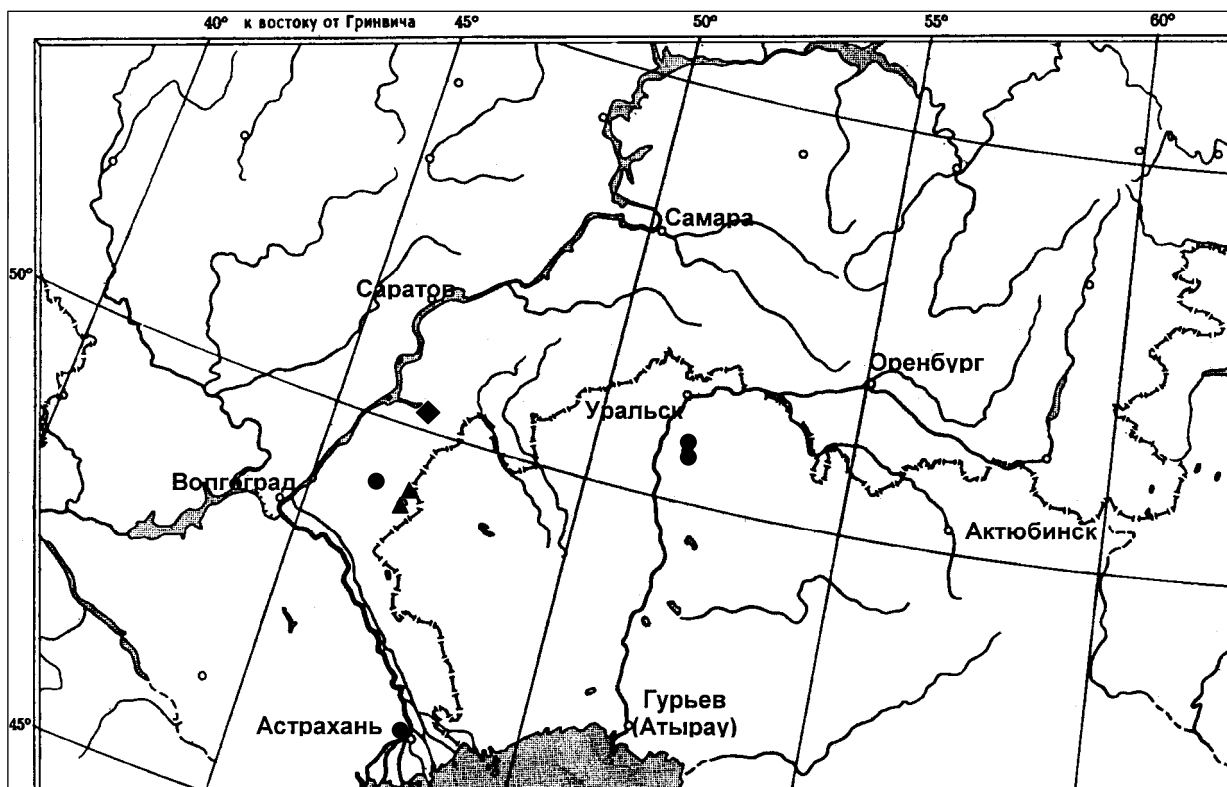 40° к востоку от Гринвича 45° 50° 55° 60°
Самара
50°
Саратов
Оренбург
Уральск
Волгоград
Актюбинск
Гурьев
(Атырау)
Астрахань
45°